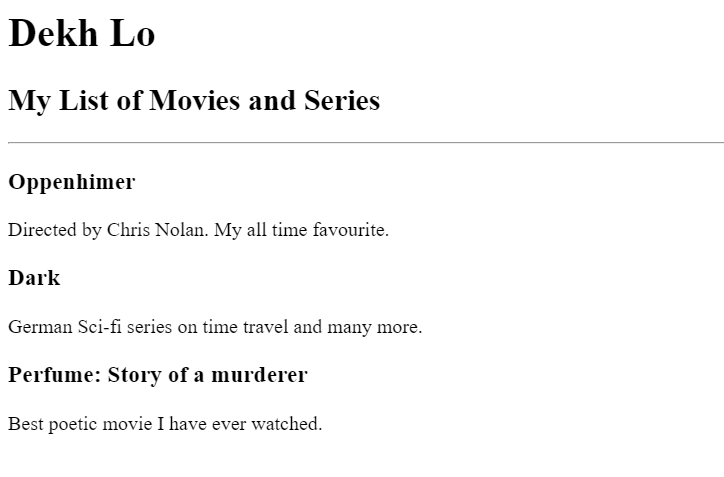 Dekh Lo
My List of Movies and Series
Oppenhimer
Directed by Chris Nolan. My all time favourite.
Dark
German Sci-fi series on time travel and many more.
Perfume: Story of a murderer
Best poetic movie I have ever watched.